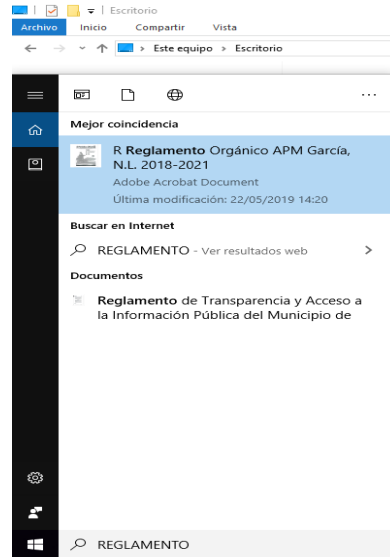 Escritorio
Archivo Inicio Compartir Vista
Este equipo > Escritorio
Mejor coincidencia
R Reglamento Orgánico APM García,
N.L. 2018-2021
Adobe Acrobat Document
Última modificación: 22/05/2019 14:20
Buscar en Internet
REGLAMENTO - Ver resultados web
Documentos
Reglamento de Transparencia y Acceso a
la Información Pública del Municipio de
REGLAMENTO